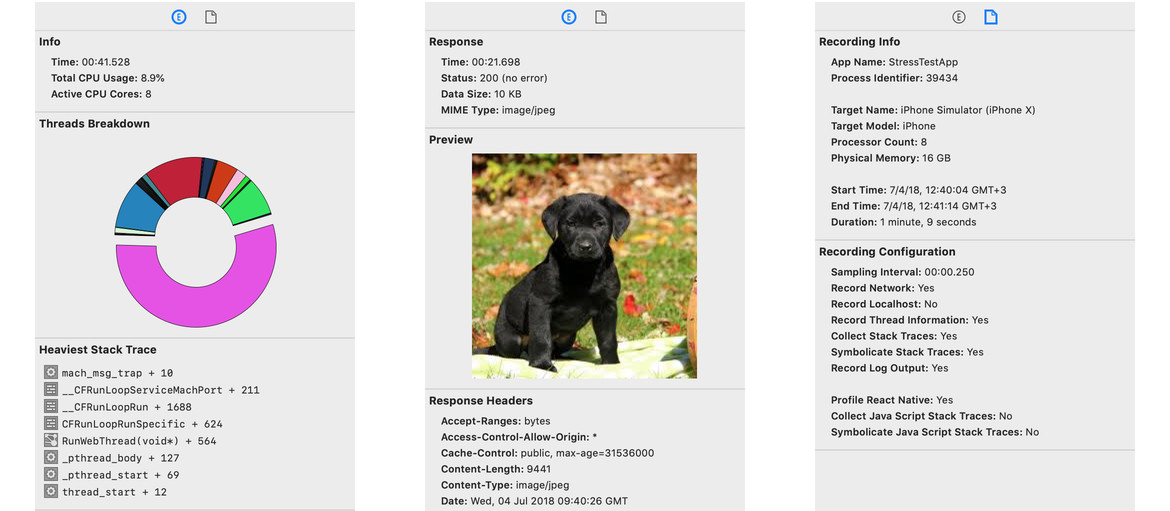 Info
Time: 00:41.528
Total CPU Usage: 8.9%
Active CPU Cores: 8
Threads Breakdown
Heaviest Stack Trace
mach_msg_trap + 10
__CFRunLoopServiceMachPort + 211
__CFRunLoopRun + 1688
CFRunLoopRunSpecific + 624
RunWebThread(void*) + 564
_pthread_body + 127
_pthread_start + 69
thread_start + 12
E
Response
Time: 00:21.698
Status: 200 (no error)
Data Size: 10 KB
MIME Type: image/jpeg
Preview
Response Headers
Accept-Ranges: bytes
Access-Control-Allow-Origin: *
Cache-Control: public, max-age=31536000
Content-Length: 9441
Content-Type: image/jpeg
Date: Wed, 04 Jul 2018 09:40:26 GMT
E
Recording Info
App Name: StressTestApp
Process Identifier: 39434
Target Name: iPhone Simulator (iPhone X)
Target Model: iPhone
Processor Count: 8
Physical Memory: 16 GB
Start Time: 7/4/18, 12:40:04 GMT+3
End Time: 7/4/18, 12:41:14 GMT+3
Duration: 1 minute, 9 seconds
Recording Configuration
Sampling Interval: 00:00.250
Record Network: Yes
Record Localhost: No
Record Thread Information: Yes
Collect Stack Traces: Yes
Symbolicate Stack Traces: Yes
Record Log Output: Yes
Profile React Native: Yes
Collect Java Script Stack Traces: No
Symbolicate Java Script Stack Traces: No
E